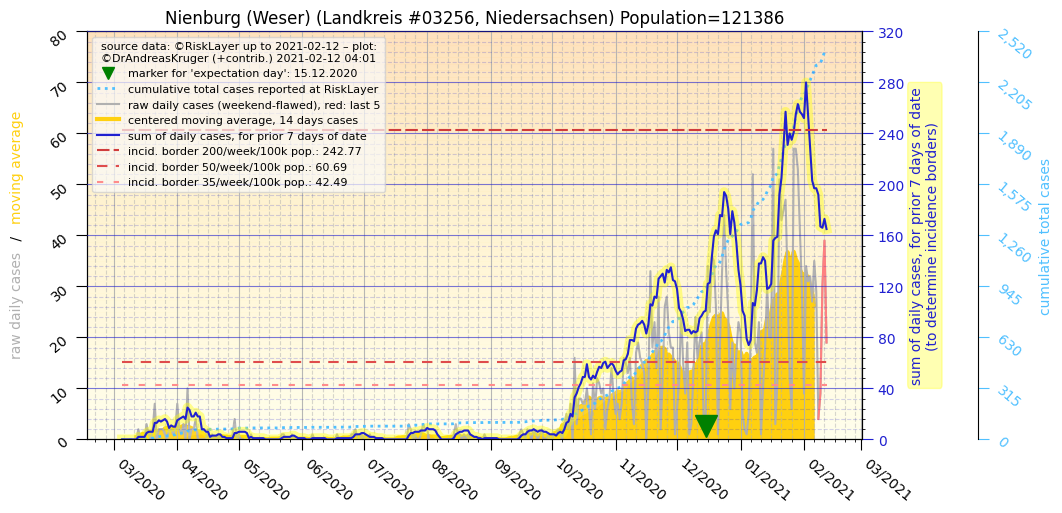 Nienburg (Weser) (Landkreis #03256, Niedersachsen) Population=121386
source data: ©RiskLayer up to 2021-02-12 – plot:
©DrAndreasKruger (+contrib.) 2021-02-12 04:01
marker for 'expectation day': 15.12.2020
cumulative total cases reported at RiskLayer
raw daily cases (weekend-flawed), red: last 5
centered moving average, 14 days cases
sum of daily cases, for prior 7 days of date
incid. border 200/week/100k pop.: 242.77
incid. border 50/week/100k pop.: 60.69
incid. border 35/week/100k pop.: 42.49
raw daily cases / moving average
80
70
60
50
40
30
20
10
0
03/2020
04/2020
05/2020
06/2020
07/2020
08/2020
09/2020
10/2020
11/2020
12/2020
01/2021
02/2021
03/2021
320
280
240
200
160
120
80
40
0
sum of daily cases, for prior 7 days of date
(to determine incidence borders)
2,520
2,205
1,890
1,575
1,260
945
630
315
0
cumulative total cases